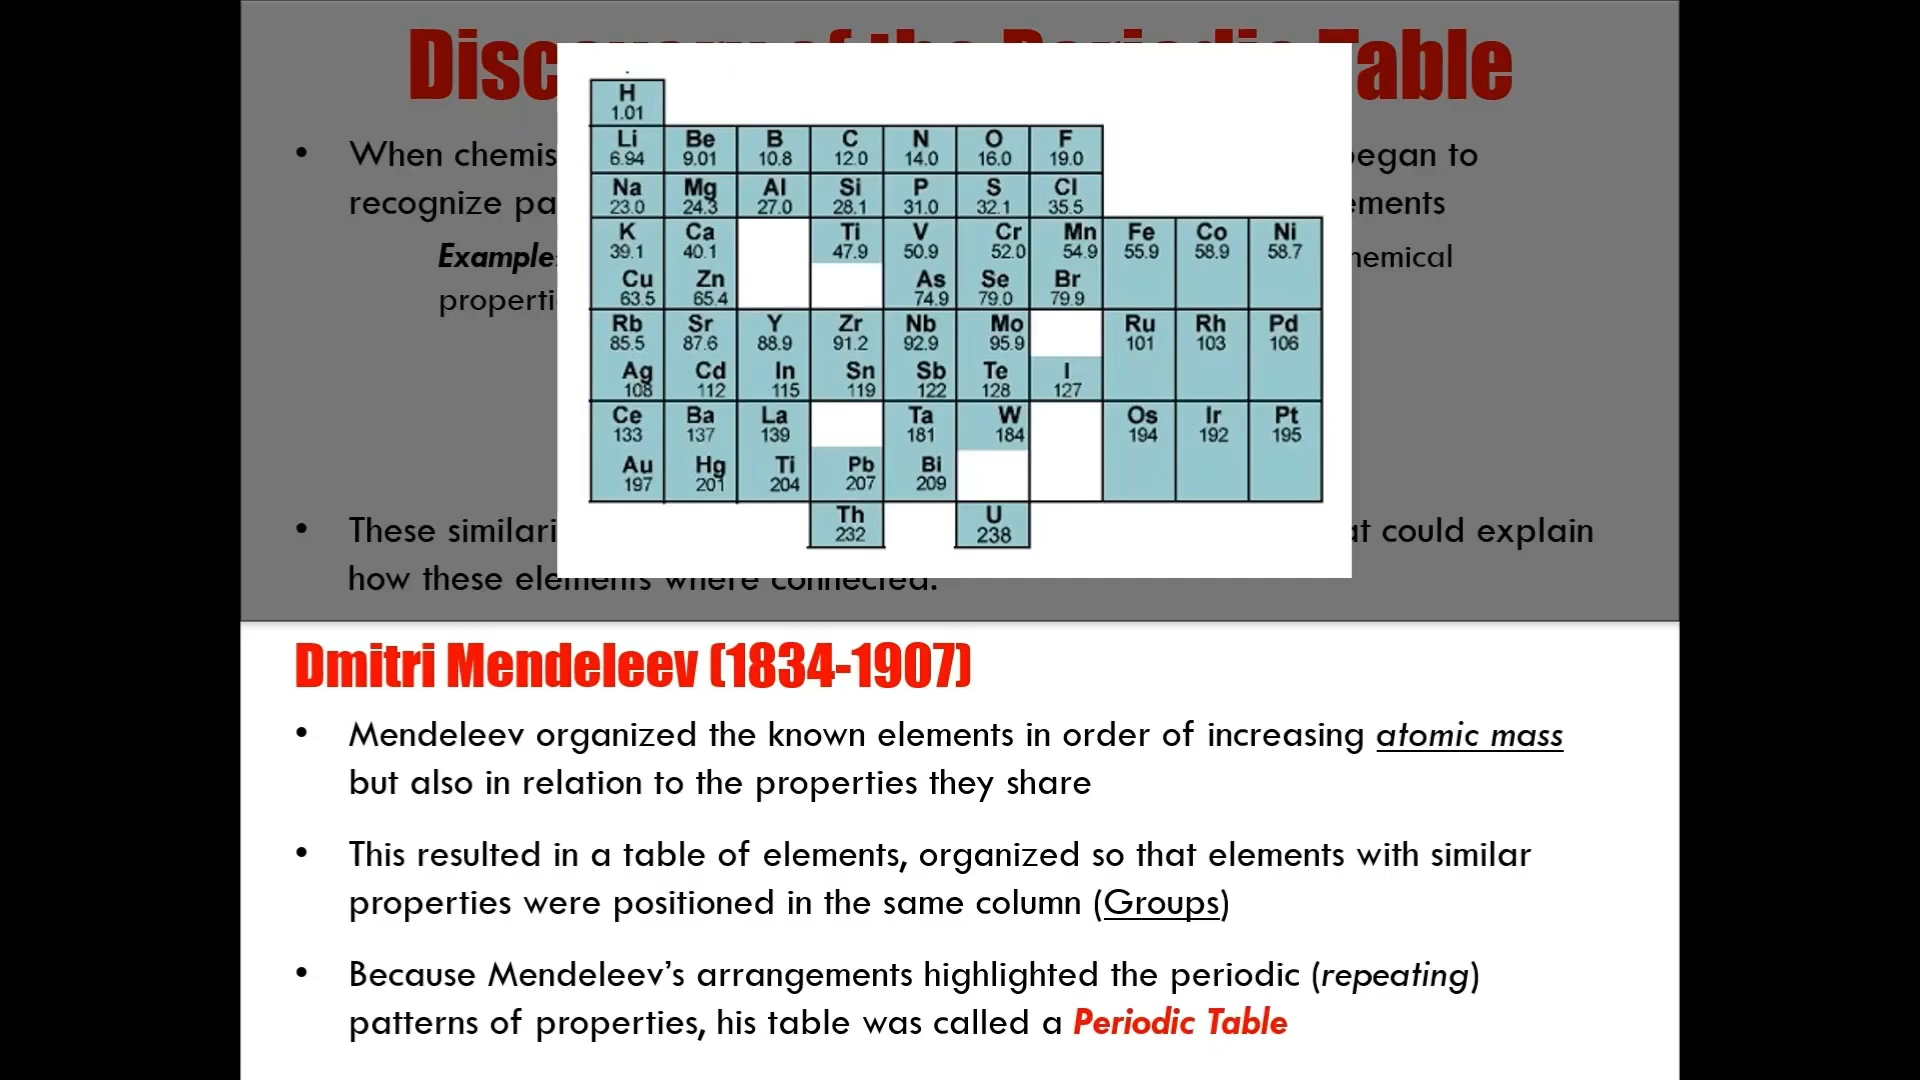 Disc
able
H
1.01
Li Be B C N O F
6.94 9.01 10.8 12.0 14.0 16.0 19.0
Na Mg Al Si P S Cl
23.0 24.3 27.0 28.1 31.0 32.1 35.5
K Ca Ti V Cr Mn Fe Co Ni
39.1 40.1 47.9 50.9 52.0 54.9 55.9 58.9 58.7
Cu Zn As Se Br
63.5 65.4 74.9 79.0 79.9
Rb Sr Y Zr Nb Mo Ru Rh Pd
85.5 87.6 88.9 91.2 92.9 95.9 101 103 106
Ag Cd In Sn Sb Te I
108 112 115 119 122 128 127
Ce Ba La Ta W Os Ir Pt
133 137 139 181 184 194 192 195
Au Hg Ti Pb Bi
197 201 204 207 209
Th U
232 238
• When chemis
egan to
recognize pa
ements
Example
hemical
properti
• These similari
at could explain
how these elements where connected.
Dmitri Mendeleev (1834-1907)
• Mendeleev organized the known elements in order of increasing atomic mass
but also in relation to the properties they share
• This resulted in a table of elements, organized so that elements with similar
properties were positioned in the same column (Groups)
• Because Mendeleev’s arrangements highlighted the periodic (repeating)
patterns of properties, his table was called a Periodic Table